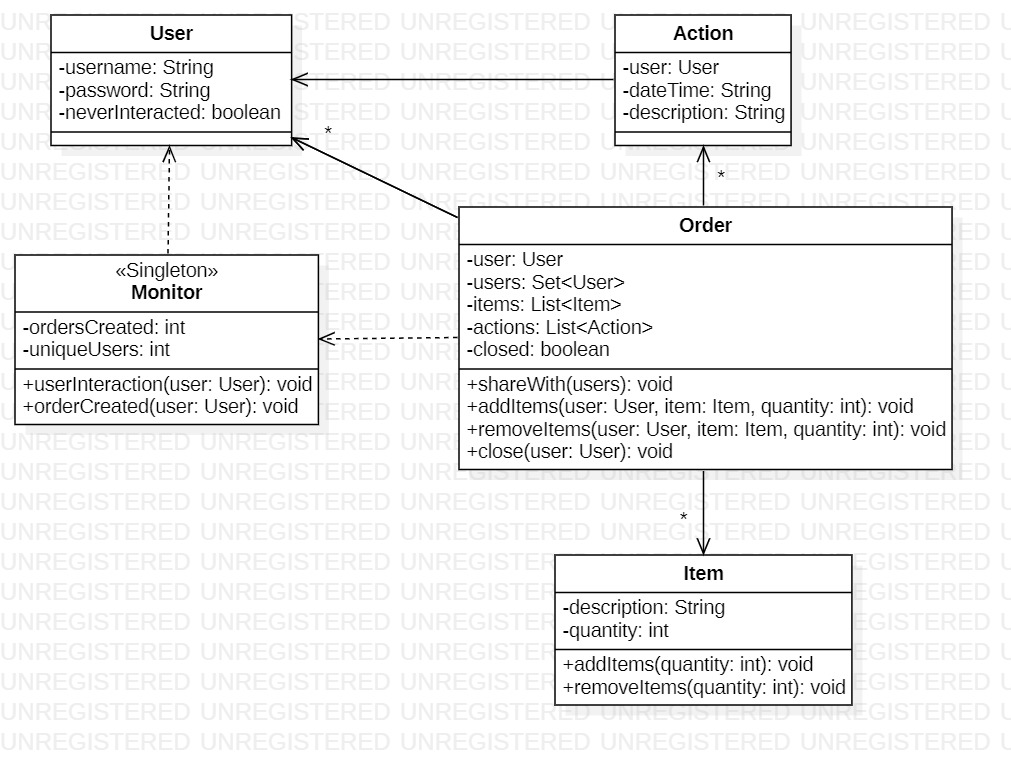 User
-username: String
-password: String
-neverInteracted: boolean
Action
-user: User
-dateTime: String
-description: String
*
*
Order
-user: User
-users: Set<User>
-items: List<Item>
-actions: List<Action>
-closed: boolean
+shareWith(users): void
+addItems(user: User, item: Item, quantity: int): void
+removeItems(user: User, item: Item, quantity: int): void
+close(user: User): void
«Singleton»
Monitor
-ordersCreated: int
-uniqueUsers: int
+userInteraction(user: User): void
+orderCreated(user: User): void
*
Item
-description: String
-quantity: int
+addItems(quantity: int): void
+removeItems(quantity: int): void
UNREGISTERED UNREGISTERED UNREGISTERED UNREGISTERED UNREGISTERED